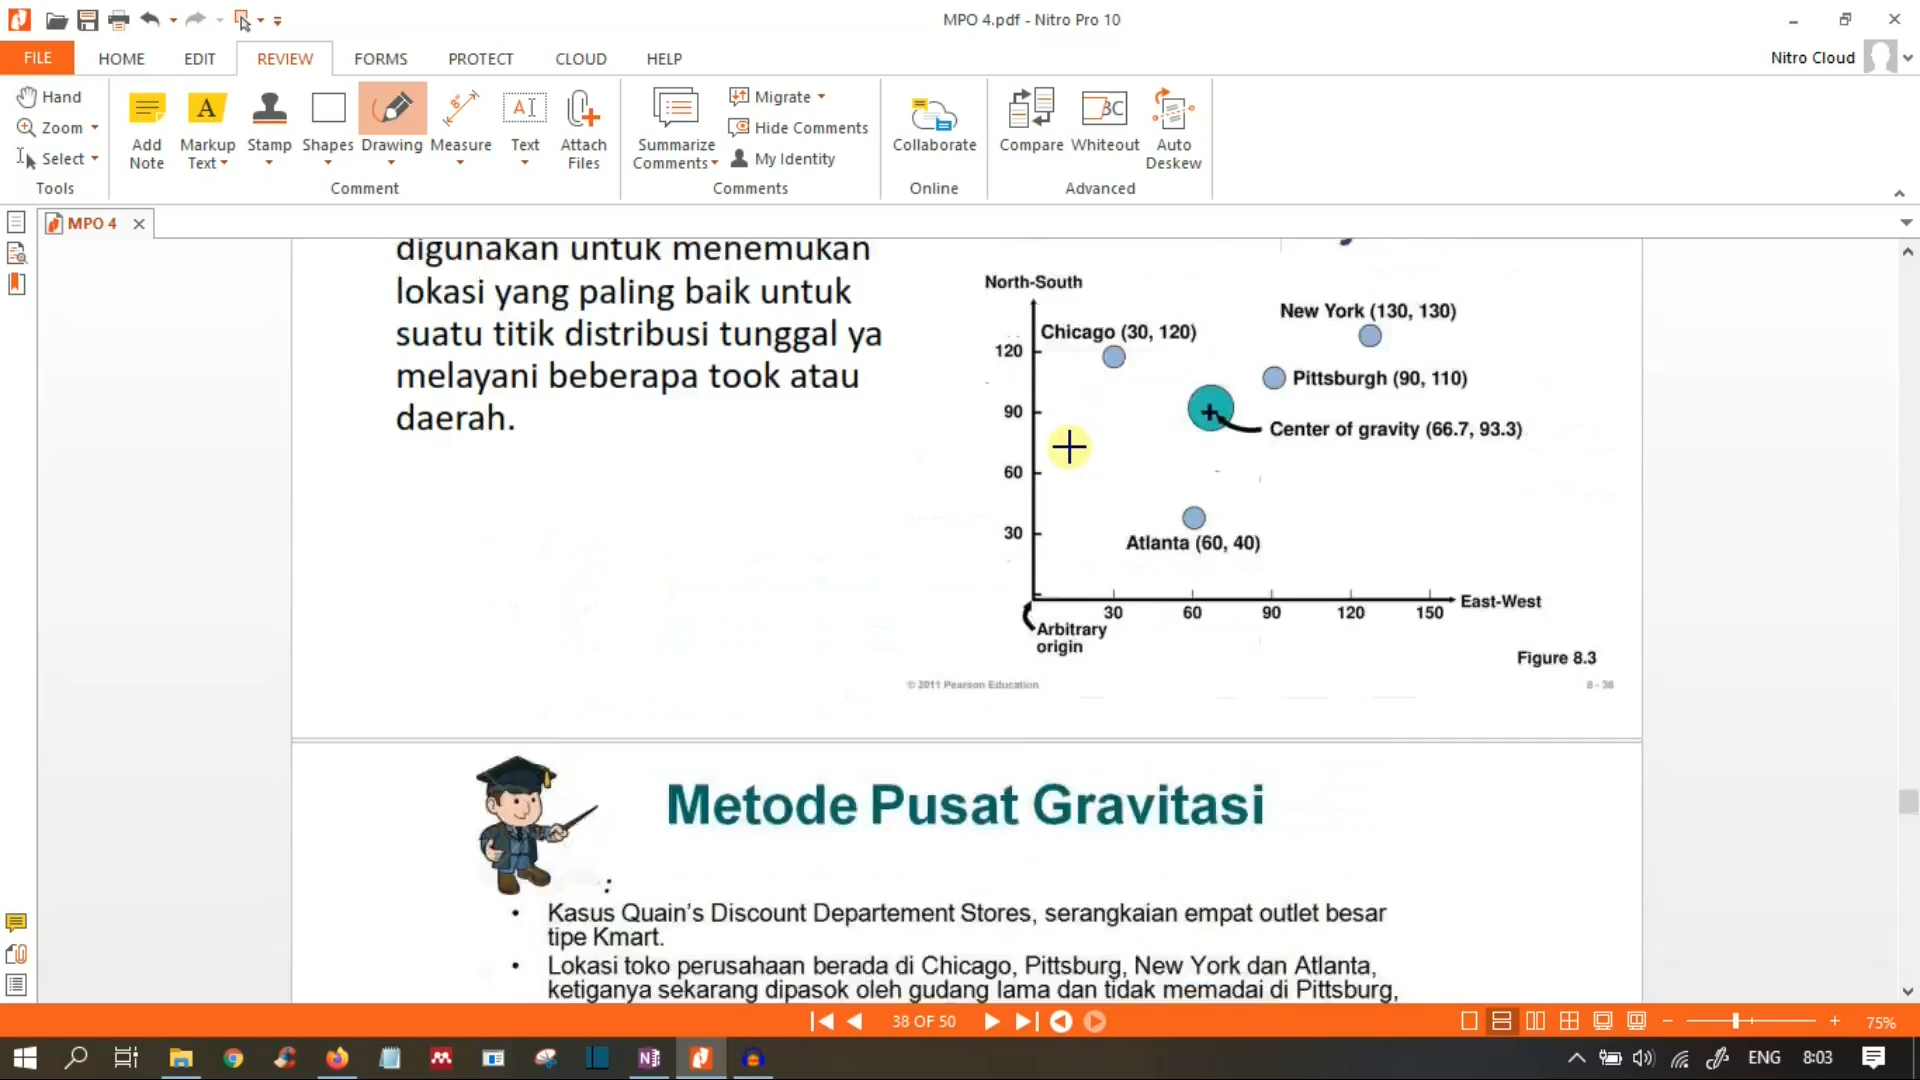 MPO 4.pdf - Nitro Pro 10
FILE HOME EDIT REVIEW FORMS PROTECT CLOUD HELP
Nitro Cloud
Hand
Zoom
Select
Tools
Add Note
Markup Text
Stamp
Shapes
Drawing
Measure
Text
Attach Files
Comment
Summarize Comments
Migrate
Hide Comments
My Identity
Comments
Collaborate
Online
Compare
Whiteout
Auto Deskew
Advanced
MPO 4
digunakan untuk menemukan
lokasi yang paling baik untuk
suatu titik distribusi tunggal ya
melayani beberapa took atau
daerah.
North-South
New York (130, 130)
Chicago (30, 120)
120
Pittsburgh (90, 110)
90
Center of gravity (66.7, 93.3)
60
30
Atlanta (60, 40)
East-West
30 60 90 120 150
Arbitrary
origin
Figure 8.3
© 2011 Pearson Education
8 - 38
Metode Pusat Gravitasi
:
• Kasus Quain's Discount Departement Stores, serangkaian empat outlet besar
tipe Kmart.
• Lokasi toko perusahaan berada di Chicago, Pittsburg, New York dan Atlanta,
ketiganya sekarang dipasok oleh gudang lama dan tidak memadai di Pittsburg,
38 OF 50
75%
ENG 8:03